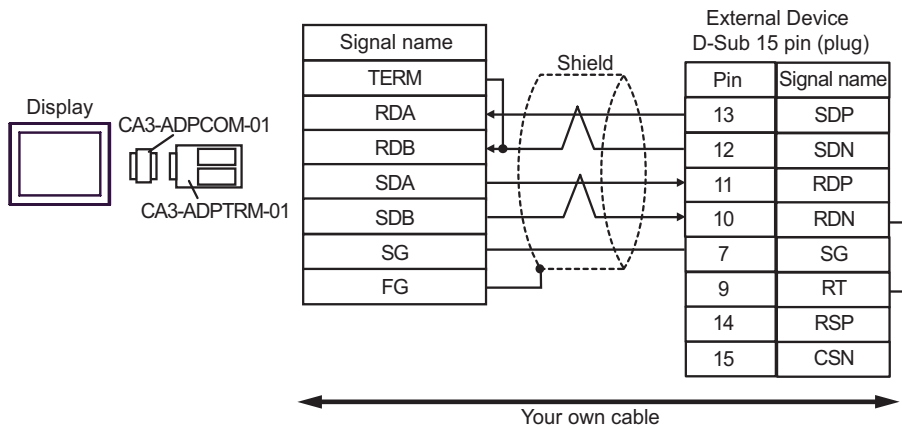 External Device
D-Sub 15 pin (plug)
Display
CA3-ADPCOM-01
CA3-ADPTRM-01
Signal name
TERM
RDA
RDB
SDA
SDB
SG
FG
Shield
Pin Signal name
13 SDP
12 SDN
11 RDP
10 RDN
7 SG
9 RT
14 RSP
15 CSN
Your own cable